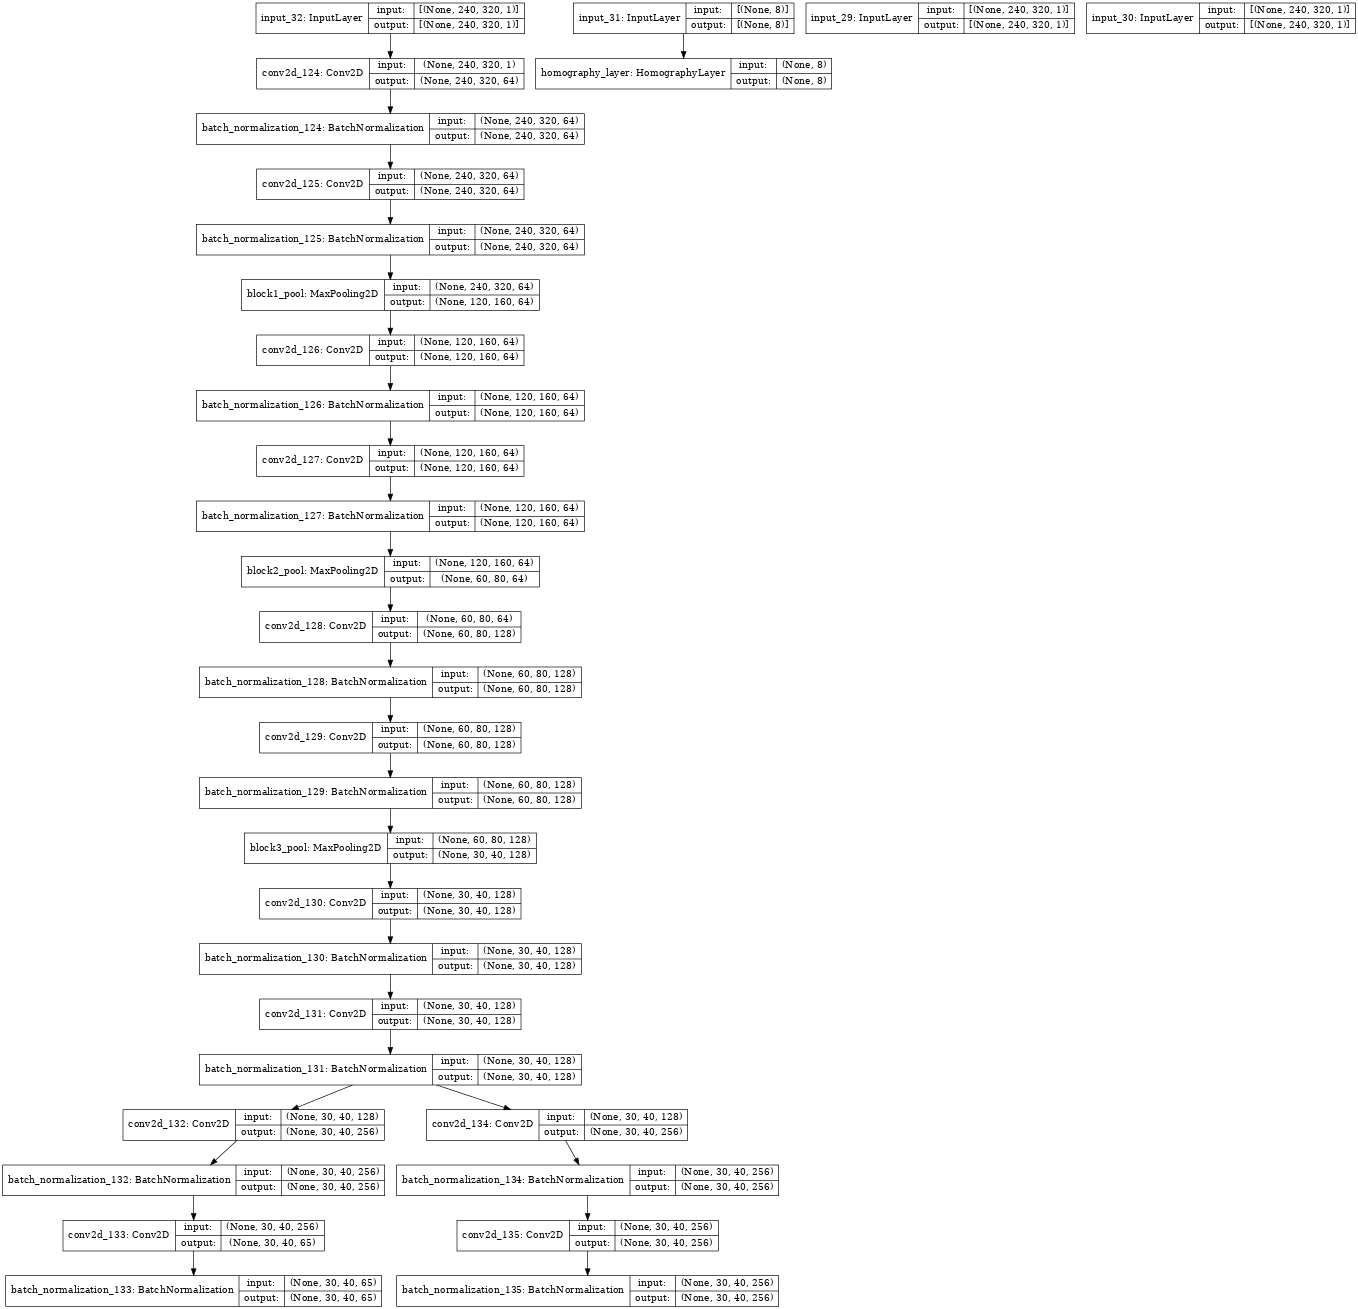 input_32: InputLayer
input: [(None, 240, 320, 1)]
output: [(None, 240, 320, 1)]
input_31: InputLayer
input: [(None, 8)]
output: [(None, 8)]
input_29: InputLayer
input: [(None, 240, 320, 1)]
output: [(None, 240, 320, 1)]
input_30: InputLayer
input: [(None, 240, 320, 1)]
output: [(None, 240, 320, 1)]
conv2d_124: Conv2D
input: (None, 240, 320, 1)
output: (None, 240, 320, 64)
homography_layer: HomographyLayer
input: (None, 8)
output: (None, 8)
batch_normalization_124: BatchNormalization
input: (None, 240, 320, 64)
output: (None, 240, 320, 64)
conv2d_125: Conv2D
input: (None, 240, 320, 64)
output: (None, 240, 320, 64)
batch_normalization_125: BatchNormalization
input: (None, 240, 320, 64)
output: (None, 240, 320, 64)
block1_pool: MaxPooling2D
input: (None, 240, 320, 64)
output: (None, 120, 160, 64)
conv2d_126: Conv2D
input: (None, 120, 160, 64)
output: (None, 120, 160, 64)
batch_normalization_126: BatchNormalization
input: (None, 120, 160, 64)
output: (None, 120, 160, 64)
conv2d_127: Conv2D
input: (None, 120, 160, 64)
output: (None, 120, 160, 64)
batch_normalization_127: BatchNormalization
input: (None, 120, 160, 64)
output: (None, 120, 160, 64)
block2_pool: MaxPooling2D
input: (None, 120, 160, 64)
output: (None, 60, 80, 64)
conv2d_128: Conv2D
input: (None, 60, 80, 64)
output: (None, 60, 80, 128)
batch_normalization_128: BatchNormalization
input: (None, 60, 80, 128)
output: (None, 60, 80, 128)
conv2d_129: Conv2D
input: (None, 60, 80, 128)
output: (None, 60, 80, 128)
batch_normalization_129: BatchNormalization
input: (None, 60, 80, 128)
output: (None, 60, 80, 128)
block3_pool: MaxPooling2D
input: (None, 60, 80, 128)
output: (None, 30, 40, 128)
conv2d_130: Conv2D
input: (None, 30, 40, 128)
output: (None, 30, 40, 128)
batch_normalization_130: BatchNormalization
input: (None, 30, 40, 128)
output: (None, 30, 40, 128)
conv2d_131: Conv2D
input: (None, 30, 40, 128)
output: (None, 30, 40, 128)
batch_normalization_131: BatchNormalization
input: (None, 30, 40, 128)
output: (None, 30, 40, 128)
conv2d_132: Conv2D
input: (None, 30, 40, 128)
output: (None, 30, 40, 256)
conv2d_134: Conv2D
input: (None, 30, 40, 128)
output: (None, 30, 40, 256)
batch_normalization_132: BatchNormalization
input: (None, 30, 40, 256)
output: (None, 30, 40, 256)
batch_normalization_134: BatchNormalization
input: (None, 30, 40, 256)
output: (None, 30, 40, 256)
conv2d_133: Conv2D
input: (None, 30, 40, 256)
output: (None, 30, 40, 65)
conv2d_135: Conv2D
input: (None, 30, 40, 256)
output: (None, 30, 40, 256)
batch_normalization_133: BatchNormalization
input: (None, 30, 40, 65)
output: (None, 30, 40, 65)
batch_normalization_135: BatchNormalization
input: (None, 30, 40, 256)
output: (None, 30, 40, 256)